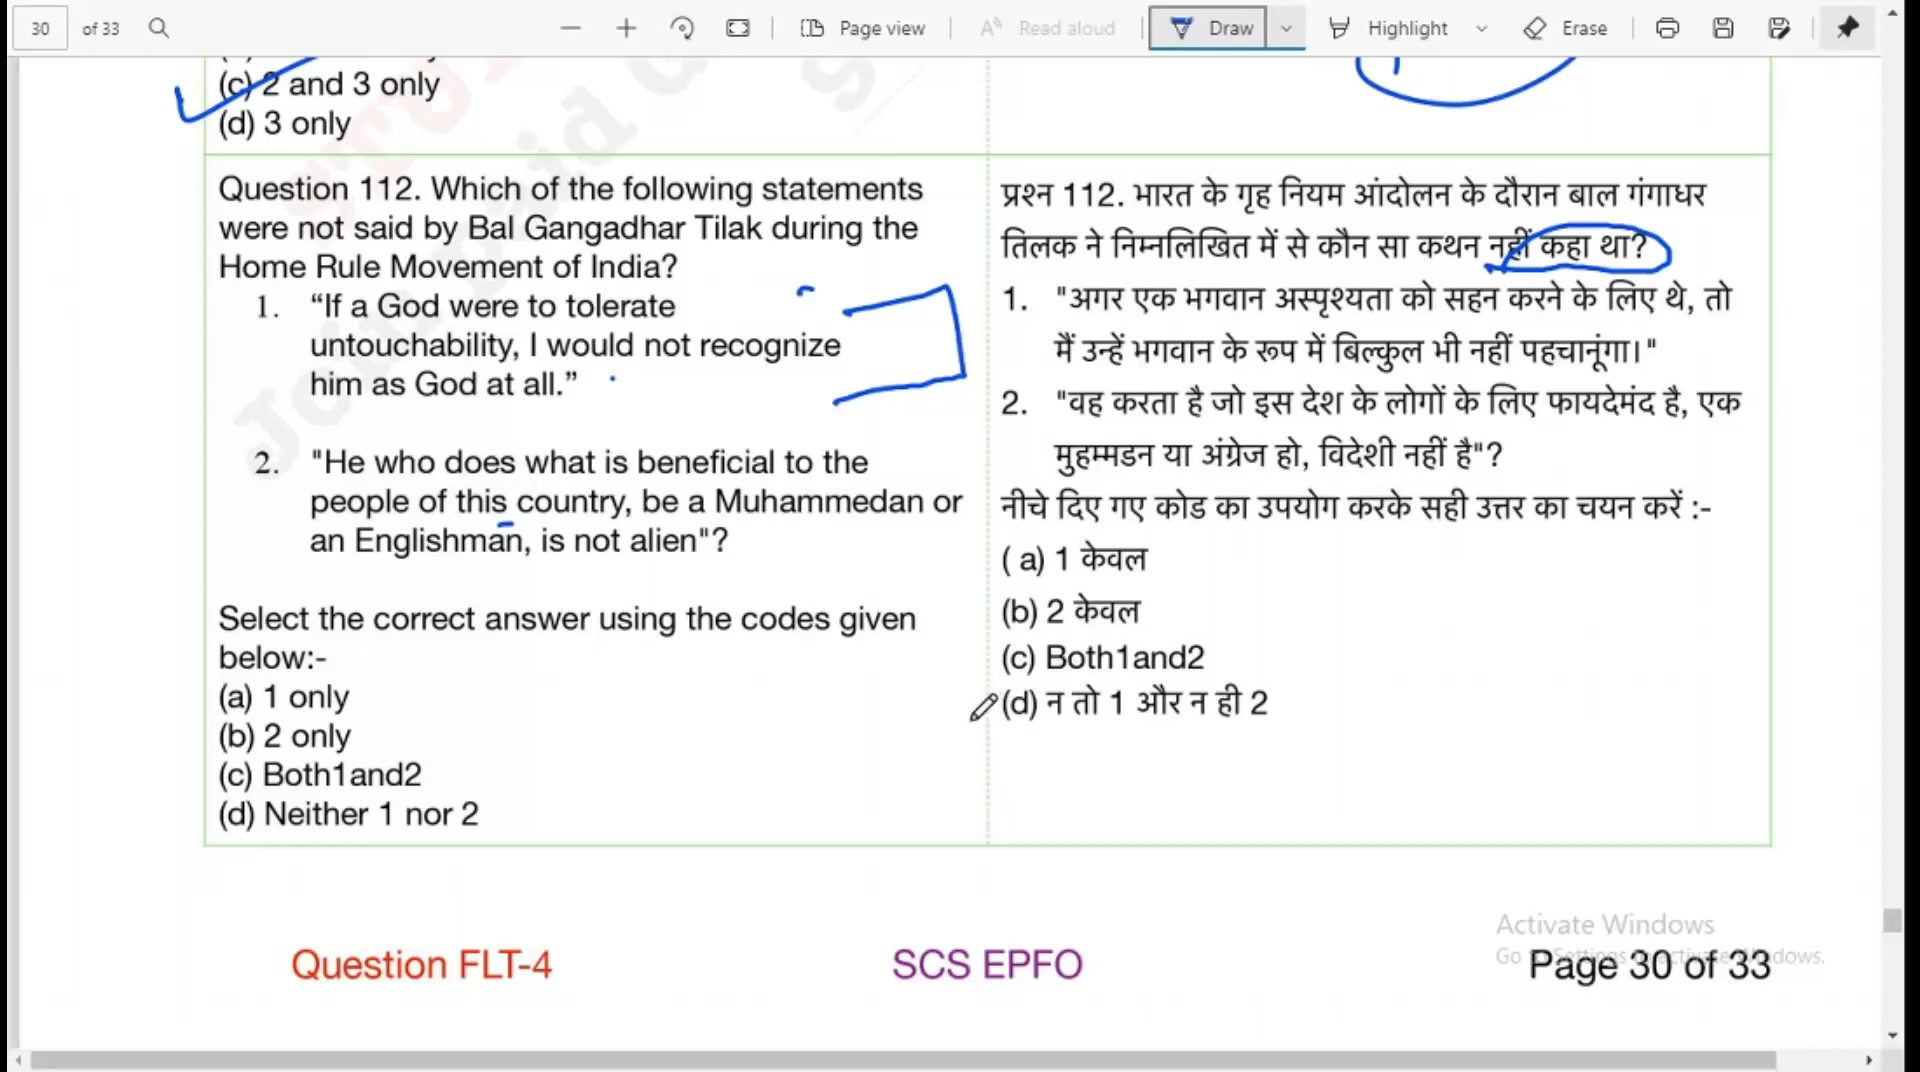 30 of 33 Page view Read aloud Draw Highlight Erase
(c) 2 and 3 only
(d) 3 only
Question 112. Which of the following statements
were not said by Bal Gangadhar Tilak during the
Home Rule Movement of India?
1. “If a God were to tolerate
untouchability, I would not recognize
him as God at all.”
2. "He who does what is beneficial to the
people of this country, be a Muhammedan or
an Englishman, is not alien"?
Select the correct answer using the codes given
below:-
(a) 1 only
(b) 2 only
(c) Both1and2
(d) Neither 1 nor 2
प्रश्न 112. भारत के गृह नियम आंदोलन के दौरान बाल गंगाधर
तिलक ने निम्नलिखित में से कौन सा कथन नहीं कहा था?
1. "अगर एक भगवान अस्पृश्यता को सहन करने के लिए थे, तो
मैं उन्हें भगवान के रूप में बिल्कुल भी नहीं पहचानूंगा।"
2. "वह करता है जो इस देश के लोगों के लिए फायदेमंद है, एक
मुहम्मडन या अंग्रेज हो, विदेशी नहीं है"?
नीचे दिए गए कोड का उपयोग करके सही उत्तर का चयन करें :-
( a) 1 केवल
(b) 2 केवल
(c) Both1and2
(d) न तो 1 और न ही 2
Activate Windows
Go to Settings to activate Windows.
Question FLT-4 SCS EPFO Page 30 of 33